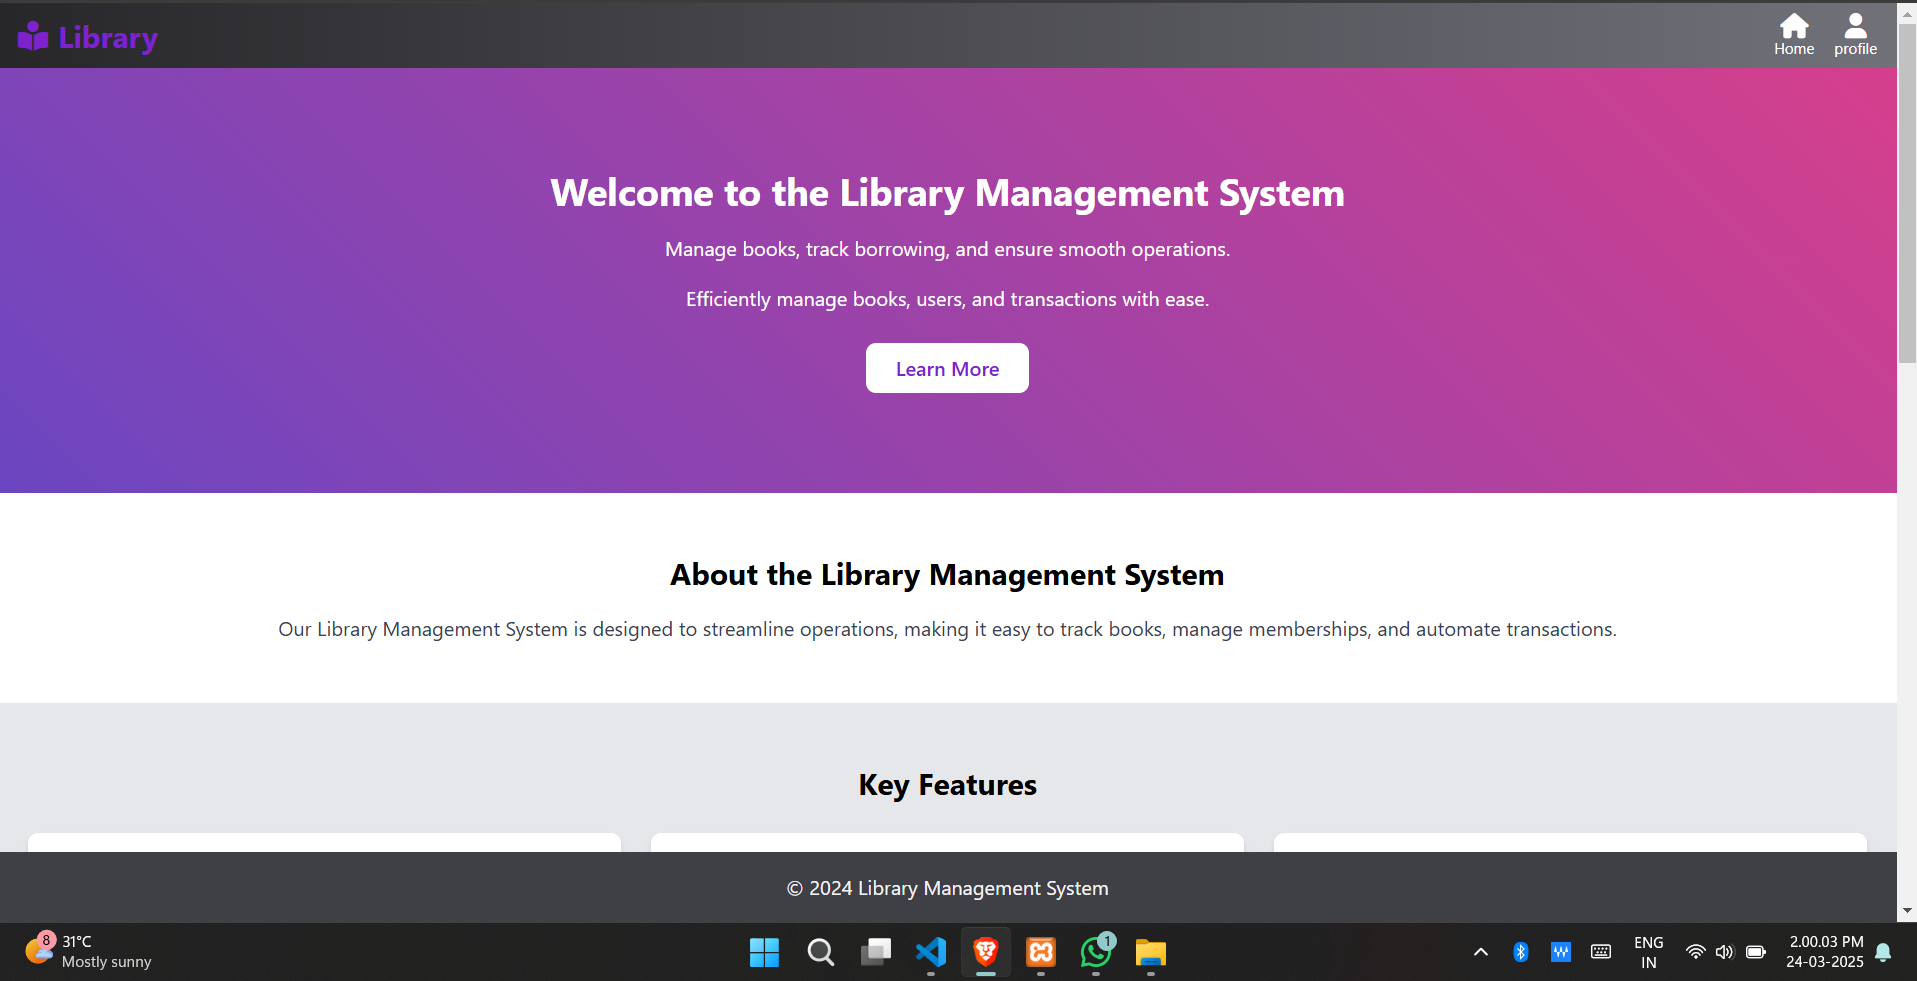 Library
Home
profile
Welcome to the Library Management System
Manage books, track borrowing, and ensure smooth operations.
Efficiently manage books, users, and transactions with ease.
Learn More
About the Library Management System
Our Library Management System is designed to streamline operations, making it easy to track books, manage memberships, and automate transactions.
Key Features
© 2024 Library Management System
8
31°C
Mostly sunny
1
ENG
IN
2.00.03 PM
24-03-2025